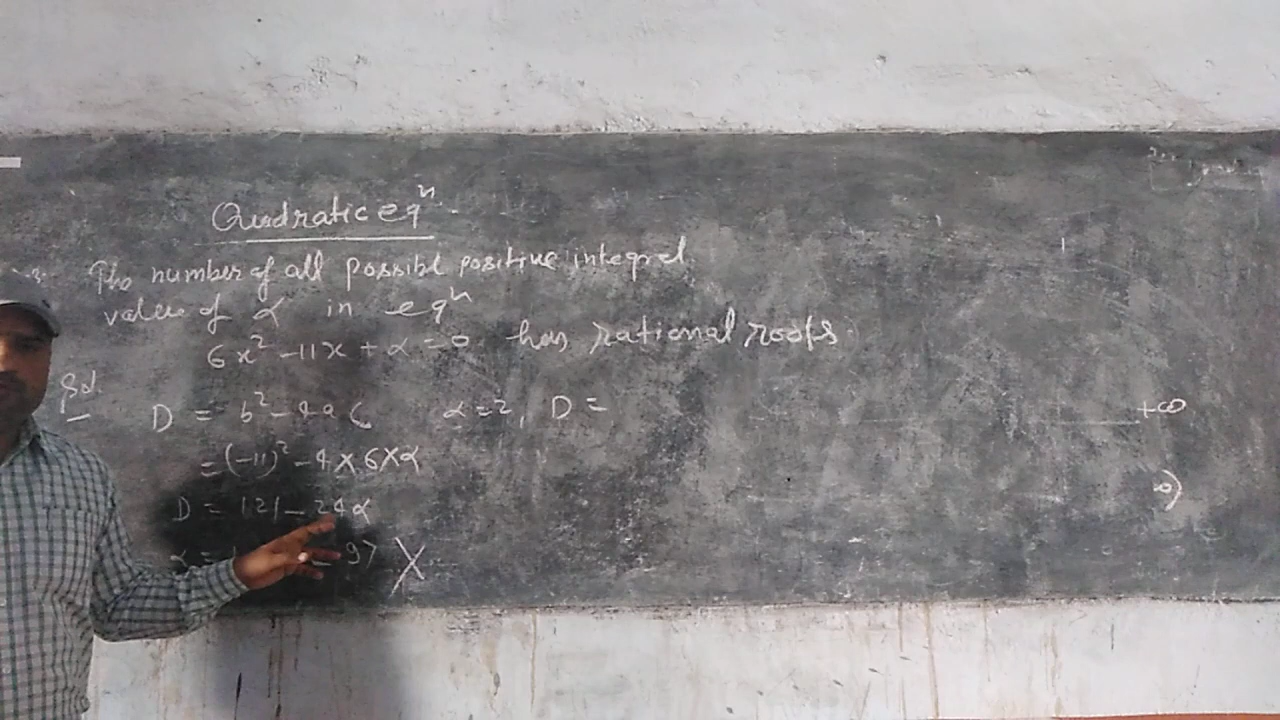 Quadratic eqⁿ.
The number of all possibl positive integral
value of α in eqⁿ
6x² -11x + α = 0 has rational roofs.
Sol.
D = b² - 4ac α = 2, D =
= (-11)² - 4 × 6 × α
D = 121 - 24α
α = = 97 X
+∞
∞)